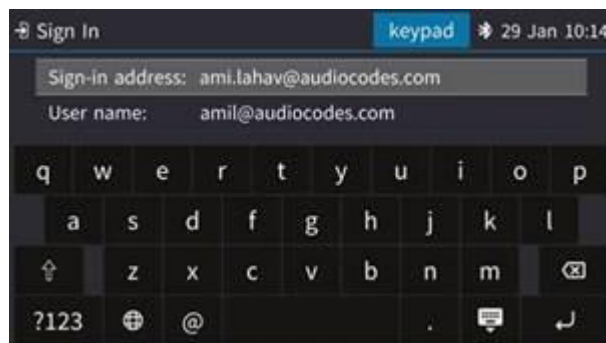 Sign In keypad 29 Jan 10:14
Sign-in address: ami.lahav@audiocodes.com
User name: amil@audiocodes.com
q w e r t y u i o p
a s d f g h j k l
z x c v b n m
?123 @ .